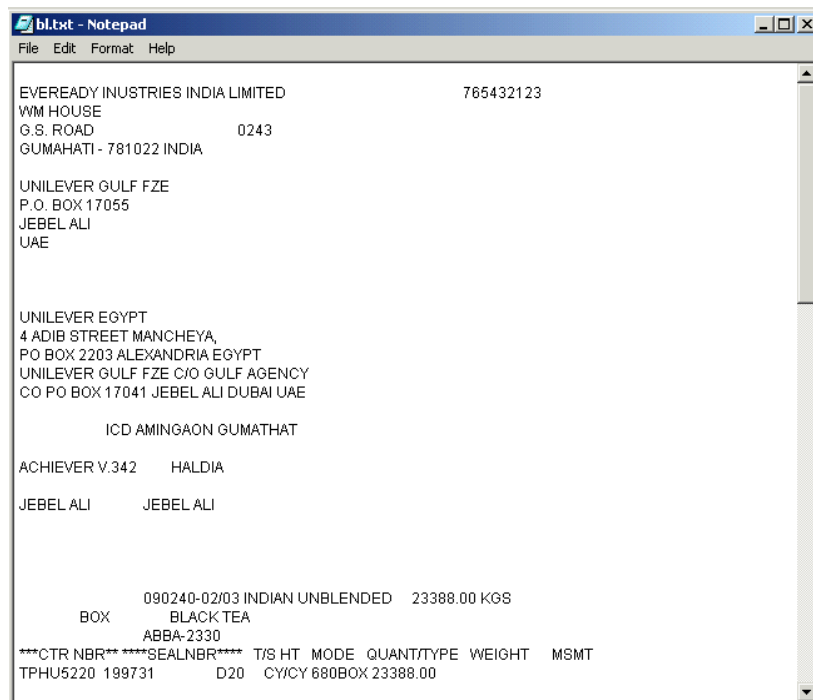 bl.txt - Notepad
File Edit Format Help
EVEREADY INUSTRIES INDIA LIMITED 765432123
WM HOUSE
G.S. ROAD 0243
GUMAHATI - 781022 INDIA
UNILEVER GULF FZE
P.O. BOX 17055
JEBEL ALI
UAE
UNILEVER EGYPT
4 ADIB STREET MANCHEYA,
PO BOX 2203 ALEXANDRIA EGYPT
UNILEVER GULF FZE C/O GULF AGENCY
CO PO BOX 17041 JEBEL ALI DUBAI UAE
ICD AMINGAON GUMATHAT
ACHIEVER V.342 HALDIA
JEBEL ALI JEBEL ALI
090240-02/03 INDIAN UNBLENDED 23388.00 KGS
BOX BLACK TEA
ABBA-2330
***CTR NBR** ****SEALNBR**** T/S HT MODE QUANT/TYPE WEIGHT MSMT
TPHU5220 199731 D20 CY/CY 680BOX 23388.00